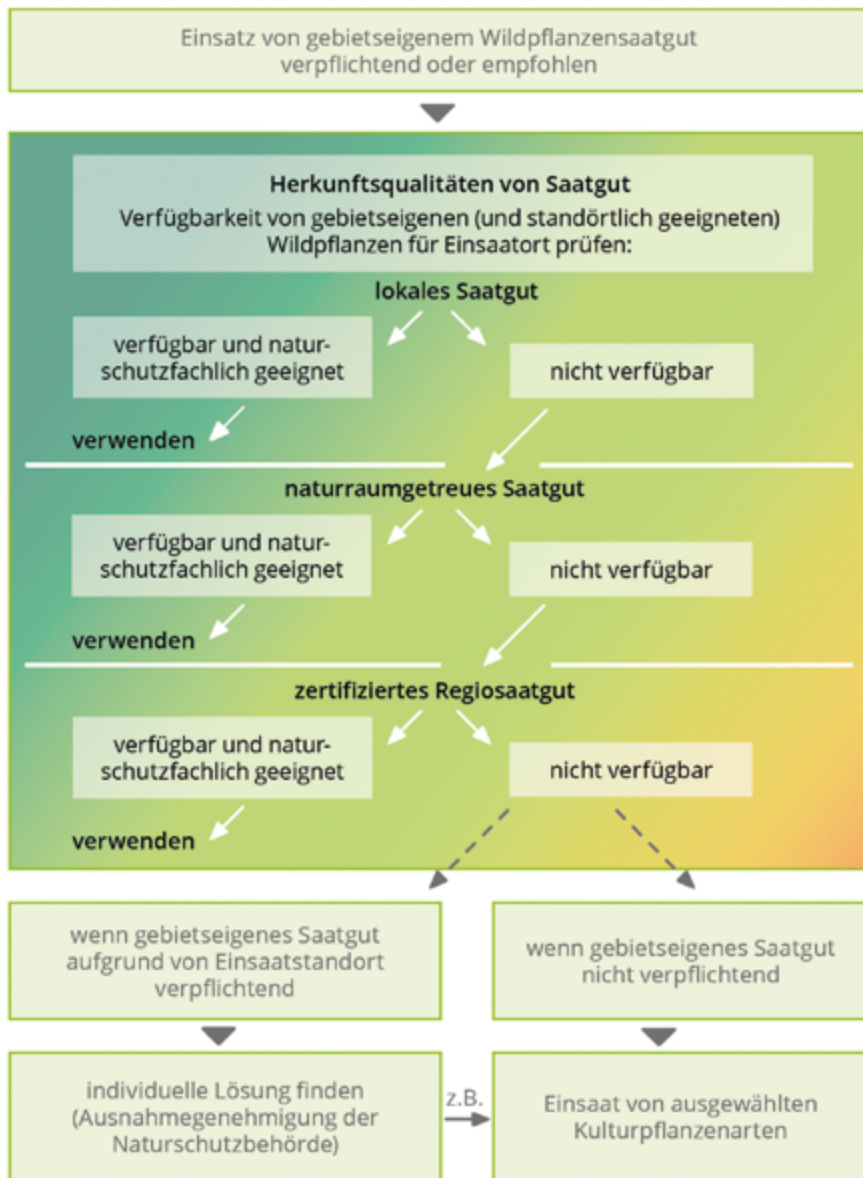 Einsatz von gebietseigenem Wildpflanzensaatgut
verpflichtend oder empfohlen
Herkunftsqualitäten von Saatgut
Verfügbarkeit von gebietseigenen (und standörtlich geeigneten)
Wildpflanzen für Einsaatort prüfen:
lokales Saatgut
verfügbar und natur-
schutzfachlich geeignet
nicht verfügbar
verwenden
naturraumgetreues Saatgut
verfügbar und natur-
schutzfachlich geeignet
nicht verfügbar
verwenden
zertifiziertes Regiosaatgut
verfügbar und natur-
schutzfachlich geeignet
nicht verfügbar
verwenden
wenn gebietseigenes Saatgut
aufgrund von Einsaatstandort
verpflichtend
wenn gebietseigenes Saatgut
nicht verpflichtend
individuelle Lösung finden
(Ausnahmegenehmigung der
Naturschutzbehörde)
z.B.
Einsaat von ausgewählten
Kulturpflanzenarten